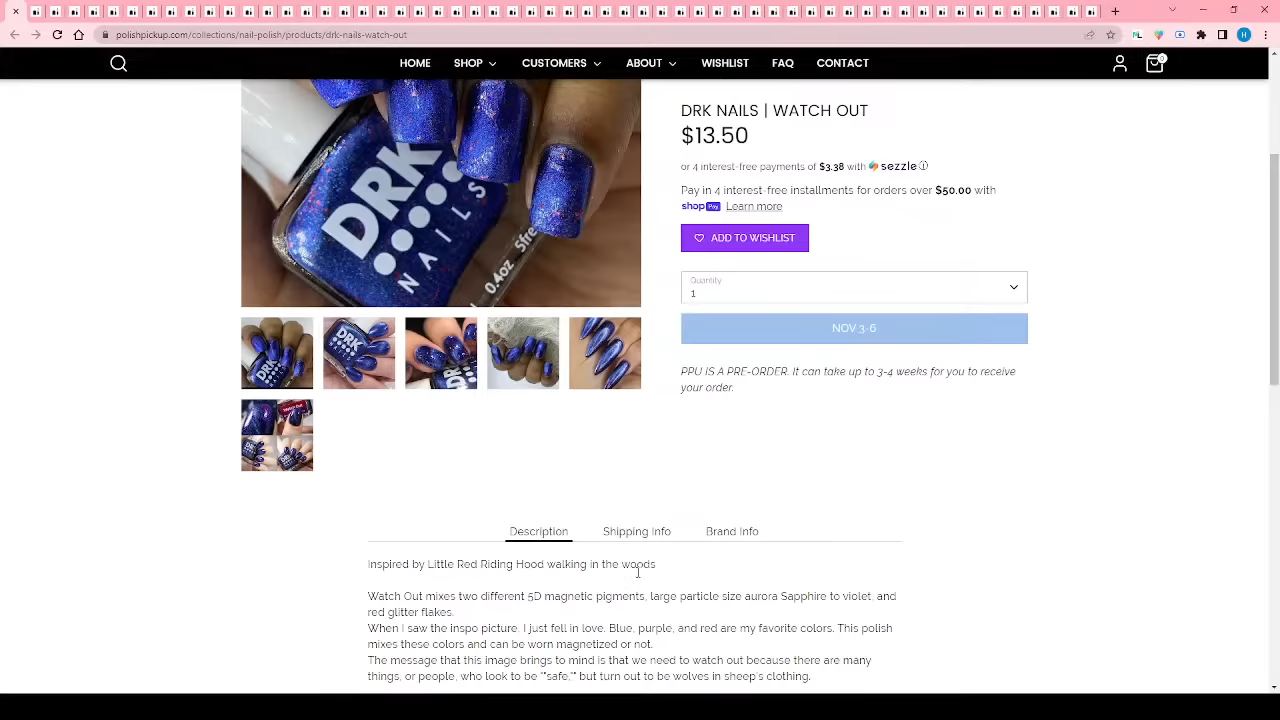 polishpickup.com/collections/nail-polish/products/drk-nails-watch-out
HOME SHOP CUSTOMERS ABOUT WISHLIST FAQ CONTACT
0
DRK
NAILS
0.4oz
DRK NAILS | WATCH OUT
$13.50
or 4 interest-free payments of $3.38 with sezzle
Pay in 4 interest-free installments for orders over $50.00 with
shop Pay Learn more
ADD TO WISHLIST
Quantity
1
NOV 3-6
PPU IS A PRE-ORDER. It can take up to 3-4 weeks for you to receive
your order.
Description Shipping Info Brand Info
Inspired by Little Red Riding Hood walking in the woods
Watch Out mixes two different 5D magnetic pigments, large particle size aurora Sapphire to violet, and
red glitter flakes.
When I saw the inspo picture, I just fell in love. Blue, purple, and red are my favorite colors. This polish
mixes these colors and can be worn magnetized or not.
The message that this image brings to mind is that we need to watch out because there are many
things, or people, who look to be ""safe,"" but turn out to be wolves in sheep's clothing.